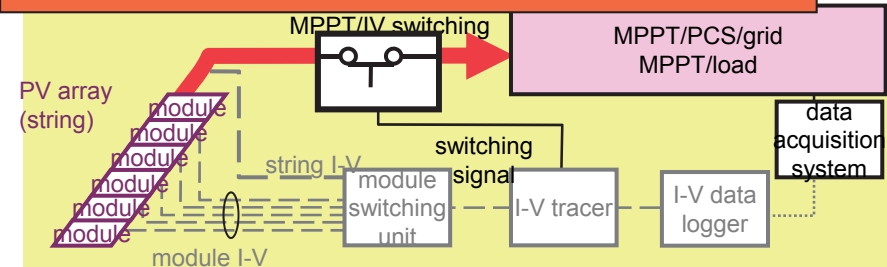 MPPT/IV switching
MPPT/PCS/grid
MPPT/load
PV array
(string)
module
module
module
module
module
module
data
acquisition
system
switching
signal
string I-V
module
switching
unit
I-V tracer
I-V data
logger
module I-V